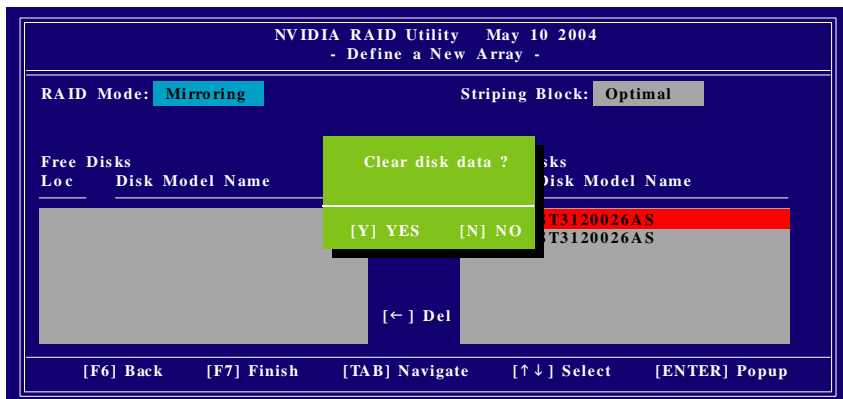 NVIDIA RAID Utility May 10 2004
- Define a New Array -
RAID Mode: Mirroring Striping Block: Optimal
Clear disk data ?
Free Disks sks
Loc Disk Model Name Disk Model Name
[Y] YES [N] NO
T3120026AS
T3120026AS
[←] Del
[F6] Back [F7] Finish [TAB] Navigate [↑↓] Select [ENTER] Popup